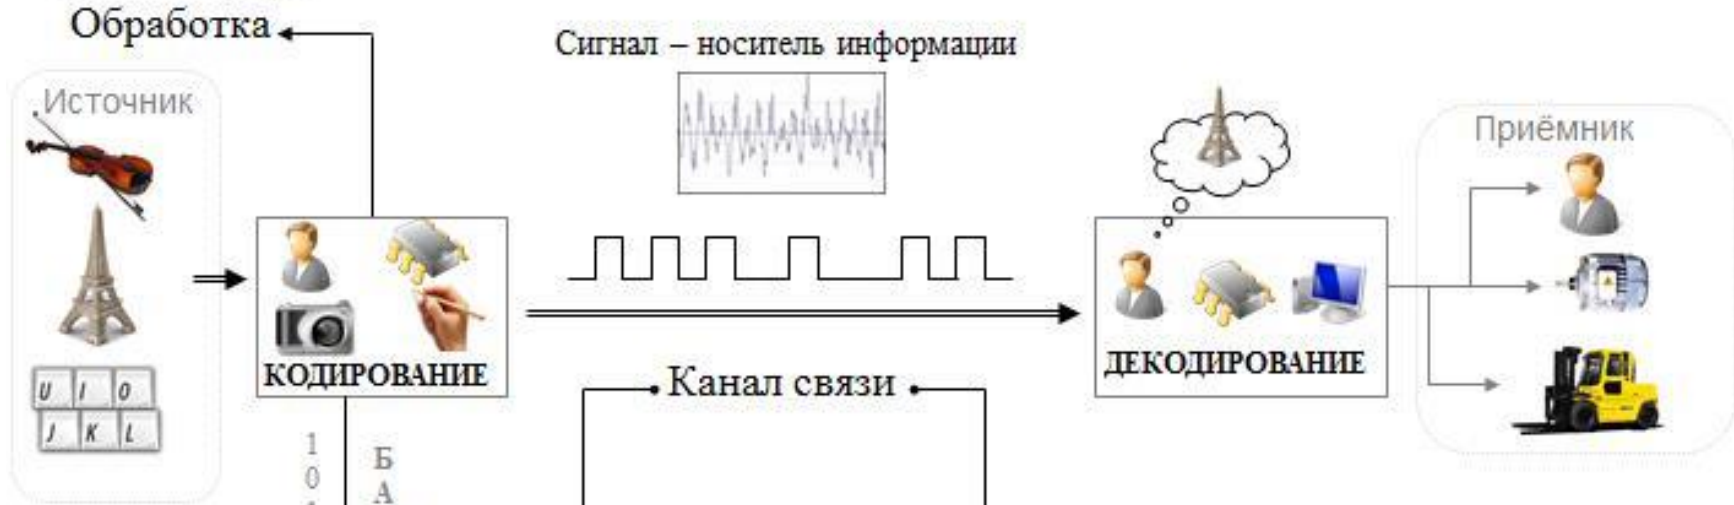 Обработка
Сигнал – носитель информации
Источник
Приёмник
U I O
J K L
КОДИРОВАНИЕ
ДЕКОДИРОВАНИЕ
Канал связи
1
0
Б
А